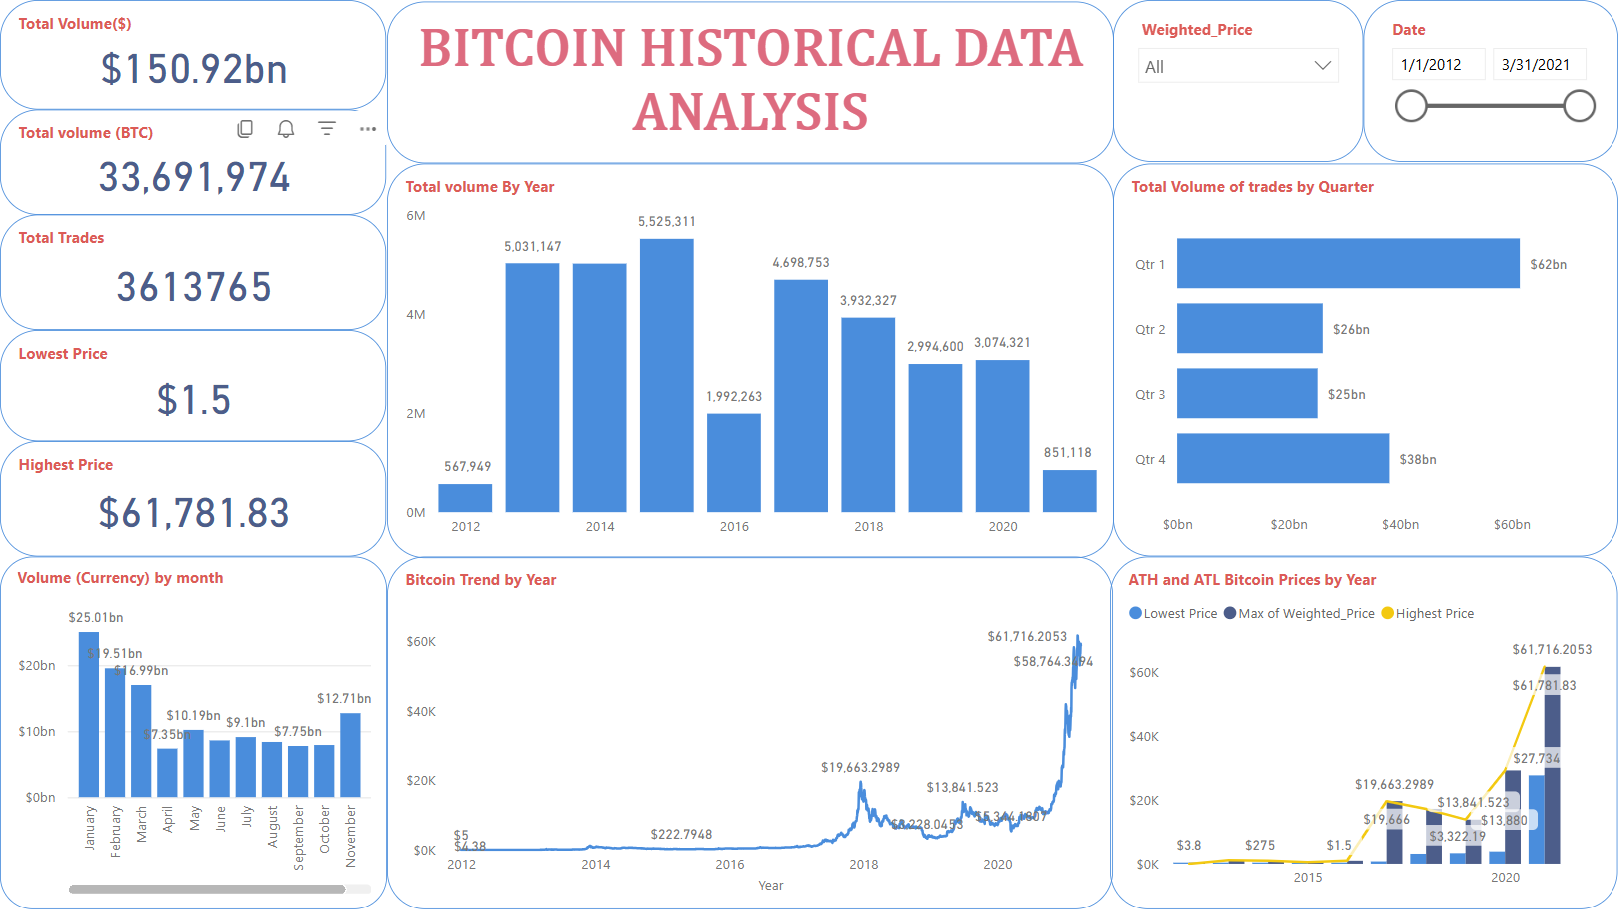 Total Volume($)
$150.92bn
Total volume (BTC)
33,691,974
Total Trades
3613765
Lowest Price
$1.5
Highest Price
$61,781.83
BITCOIN HISTORICAL DATA
ANALYSIS
Weighted_Price
All
Date
1/1/2012
3/31/2021
Total volume By Year
6M
4M
2M
0M
567,949
5,031,147
5,525,311
1,992,263
4,698,753
3,932,327
2,994,600
3,074,321
851,118
2012
2014
2016
2018
2020
Total Volume of trades by Quarter
Qtr 1
$62bn
Qtr 2
$26bn
Qtr 3
$25bn
Qtr 4
$38bn
$0bn
$20bn
$40bn
$60bn
Volume (Currency) by month
$20bn
$10bn
$0bn
$25.01bn
$19.51bn
$16.99bn
$7.35bn
$10.19bn
$9.1bn
$7.75bn
$12.71bn
January
February
March
April
May
June
July
August
September
October
November
Bitcoin Trend by Year
$60K
$40K
$20K
$0K
$5
$4.38
$222.7948
$19,663.2989
$13,841.523
$61,716.2053
2012
2014
2016
2018
2020
Year
ATH and ATL Bitcoin Prices by Year
Lowest Price
Max of Weighted_Price
Highest Price
$60K
$40K
$20K
$0K
$3.8
$275
$1.5
$19,663.2989
$19,666
$13,841.523
$13,880
$3,322.19
$61,716.2053
$61,781.83
$27,734
2015
2020